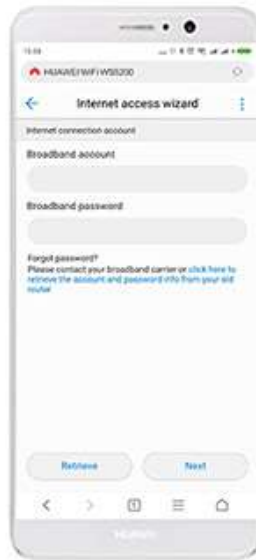 HUAWEI WiFi WS5200
Internet access wizard
Internet connection account
Broadband account
Broadband password
Forgot password?
Please contact your broadband carrier or click here to
retrieve the account and password info from your old
router
Retrieve
Next
1
HUAWEI